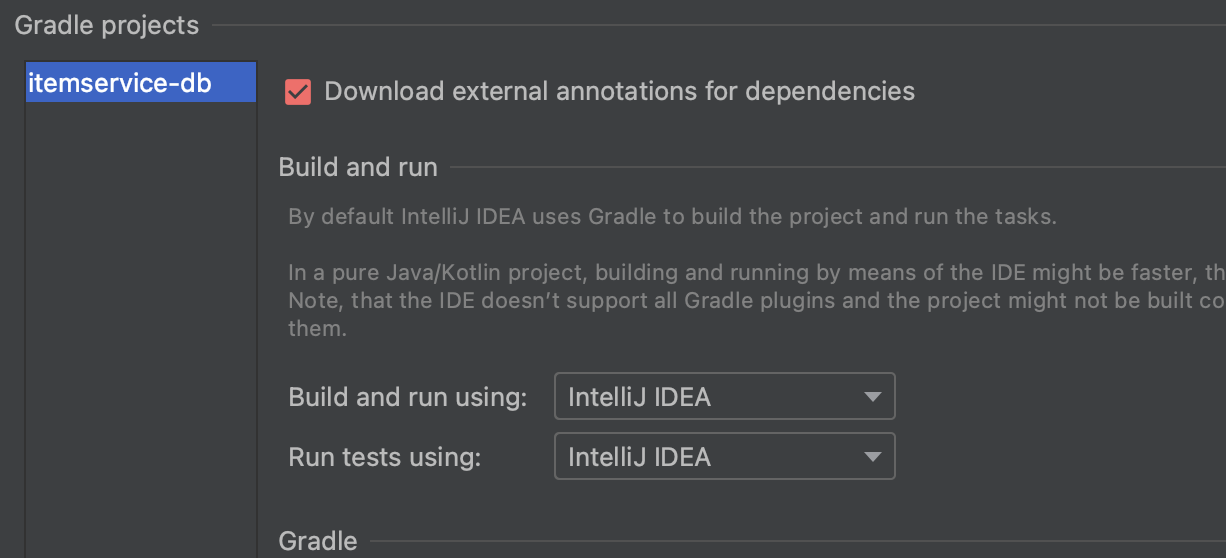 Gradle projects
itemservice-db
Download external annotations for dependencies
Build and run
By default IntelliJ IDEA uses Gradle to build the project and run the tasks.
In a pure Java/Kotlin project, building and running by means of the IDE might be faster, th
Note, that the IDE doesn't support all Gradle plugins and the project might not be built co
them.
Build and run using: IntelliJ IDEA
Run tests using: IntelliJ IDEA
Gradle